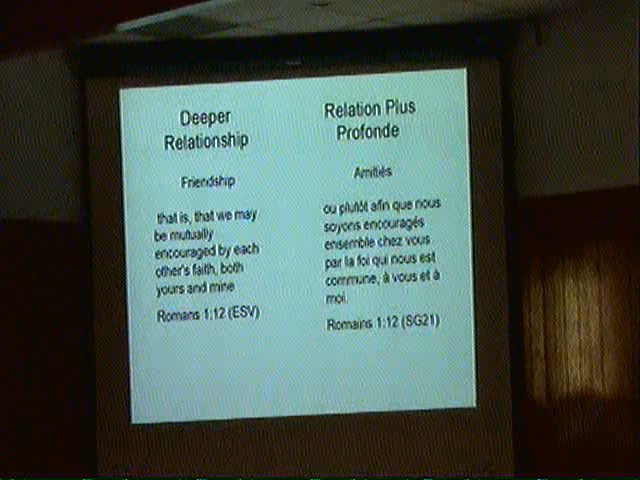 Deeper
Relationship
Friendship
that is, that we may
be mutually
encouraged by each
other's faith, both
yours and mine
Romans 1:12 (ESV)
Relation Plus
Profonde
Amitiés
ou plutôt afin que nous
soyons encouragés
ensemble chez vous
par la foi qui nous est
commune, à vous et à
moi.
Romains 1:12 (SG21)